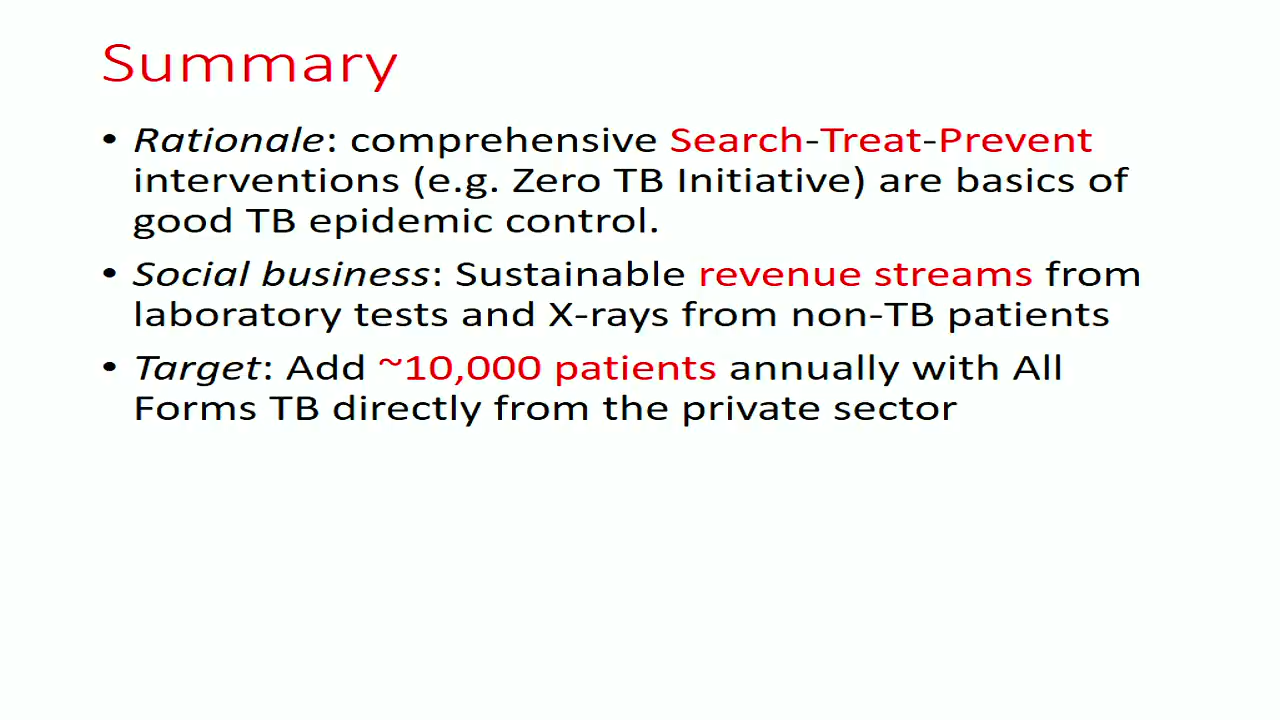 Summary
• Rationale: comprehensive Search-Treat-Prevent
interventions (e.g. Zero TB Initiative) are basics of
good TB epidemic control.
• Social business: Sustainable revenue streams from
laboratory tests and X-rays from non-TB patients
• Target: Add ~10,000 patients annually with All
Forms TB directly from the private sector